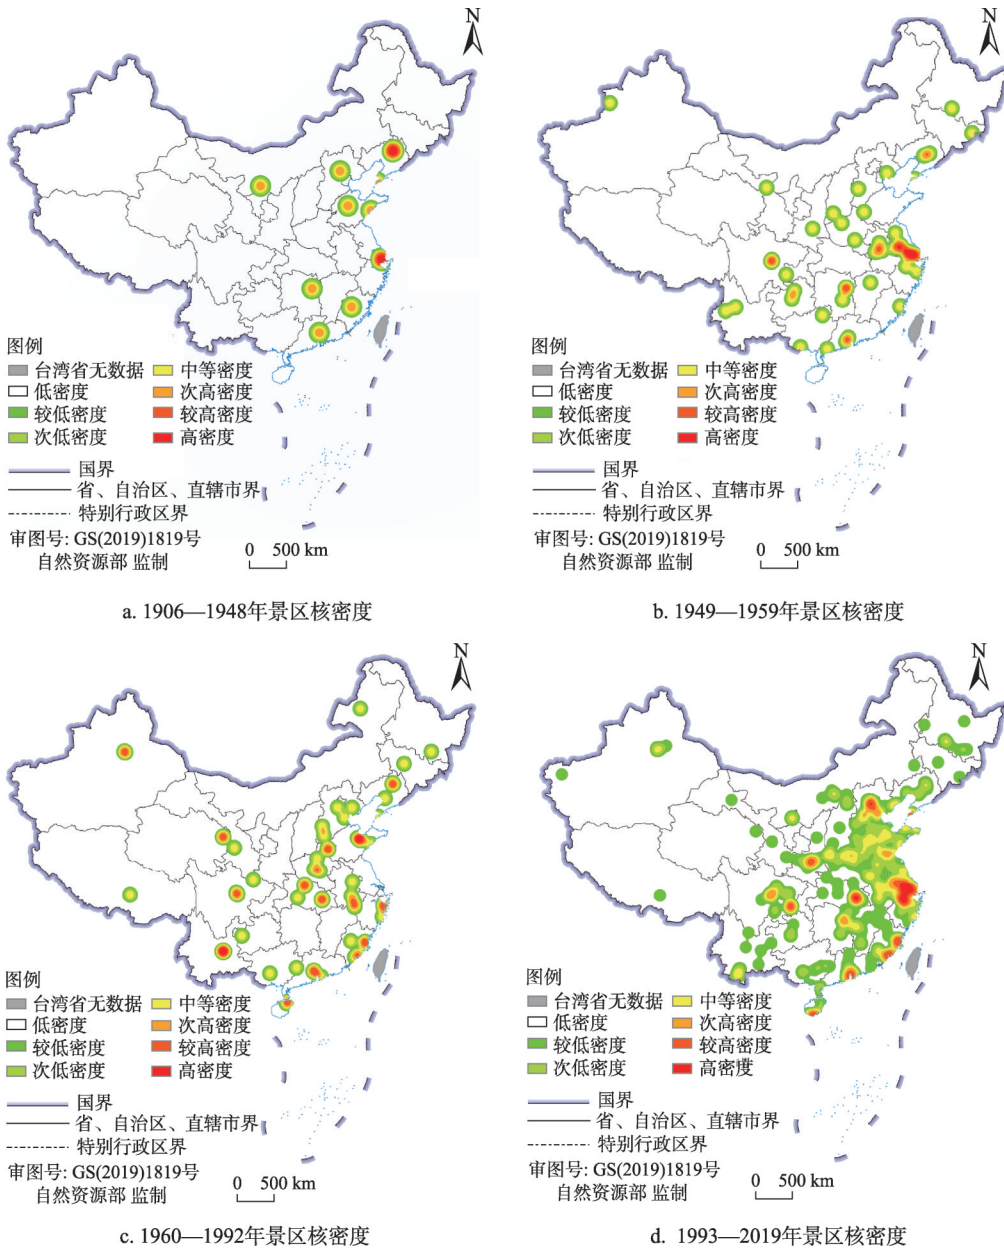 N
图例
台湾省无数据
中等密度
低密度
次高密度
较低密度
较高密度
次低密度
高密度
国界
省、自治区、直辖市界
特别行政区界
审图号: GS(2019)1819号
自然资源部 监制
0 500 km
a. 1906—1948年景区核密度
N
图例
台湾省无数据
中等密度
低密度
次高密度
较低密度
较高密度
次低密度
高密度
国界
省、自治区、直辖市界
特别行政区界
审图号: GS(2019)1819号
自然资源部 监制
0 500 km
b. 1949—1959年景区核密度
N
图例
台湾省无数据
中等密度
低密度
次高密度
较低密度
较高密度
次低密度
高密度
国界
省、自治区、直辖市界
特别行政区界
审图号: GS(2019)1819号
自然资源部 监制
0 500 km
c. 1960—1992年景区核密度
N
图例
台湾省无数据
中等密度
低密度
次高密度
较低密度
较高密度
次低密度
高密度
国界
省、自治区、直辖市界
特别行政区界
审图号: GS(2019)1819号
自然资源部 监制
0 500 km
d. 1993—2019年景区核密度